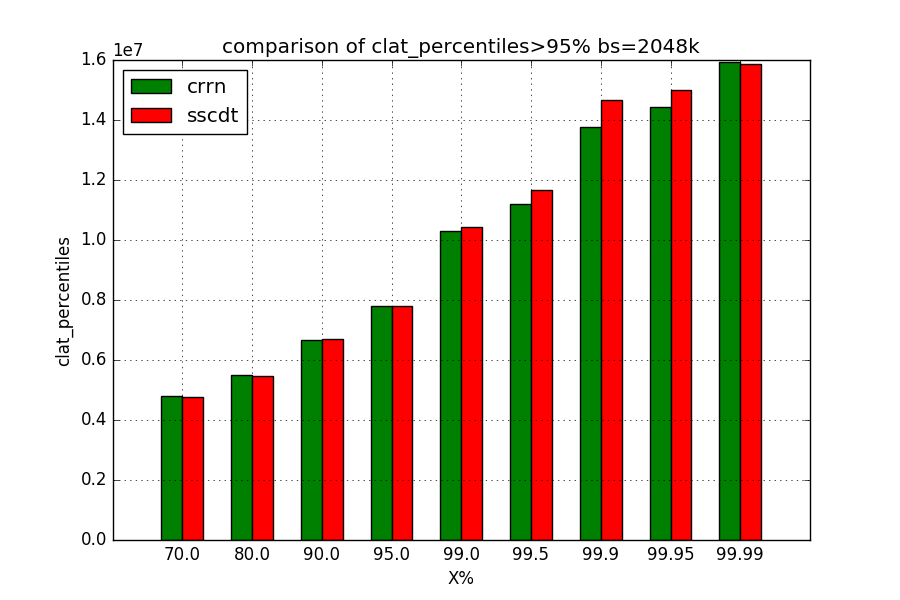 comparison of clat_percentiles>95% bs=2048k
1e7
1.6
1.4
1.2
1.0
0.8
0.6
0.4
0.2
0.0
clat_percentiles
crrn
sscdt
70.0 80.0 90.0 95.0 99.0 99.5 99.9 99.95 99.99
X%